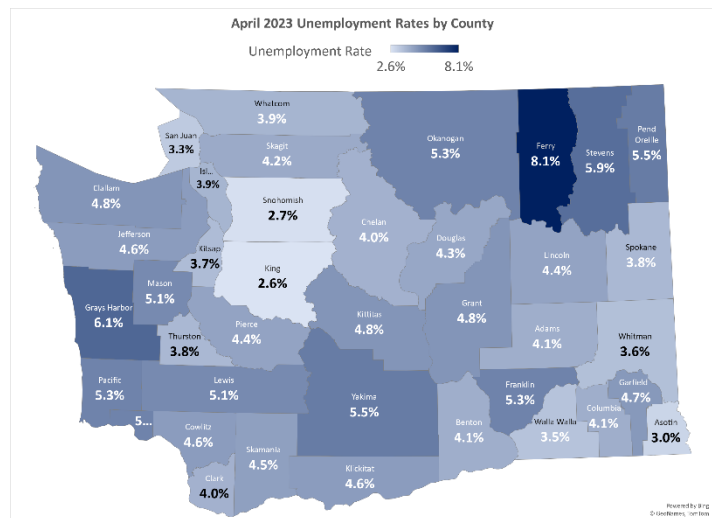 April 2023 Unemployment Rates by County
Unemployment Rate
2.6% 8.1%
Whatcom
3.9%
San Juan
3.3%
Skagit
4.2%
Okanogan
5.3%
Ferry
8.1%
Stevens
5.9%
Pend
Oreille
5.5%
Isl...
3.9%
Clallam
4.8%
Snohomish
2.7%
Chelan
4.0%
Jefferson
4.6%
Kitsap
3.7%
King
2.6%
Douglas
4.3%
Lincoln
4.4%
Spokane
3.8%
Mason
5.1%
Grays Harbor
6.1%
Grant
4.8%
Kittitas
4.8%
Pierce
4.4%
Thurston
3.8%
Adams
4.1%
Whitman
3.6%
Pacific
5.3%
Lewis
5.1%
Yakima
5.5%
Franklin
5.3%
Garfield
4.7%
5...
Cowlitz
4.6%
Benton
4.1%
Walla Walla
3.5%
Columbia
4.1%
Asotin
3.0%
Skamania
4.5%
Klickitat
4.6%
Clark
4.0%
Powered by Bing
© GeoNames, TomTom